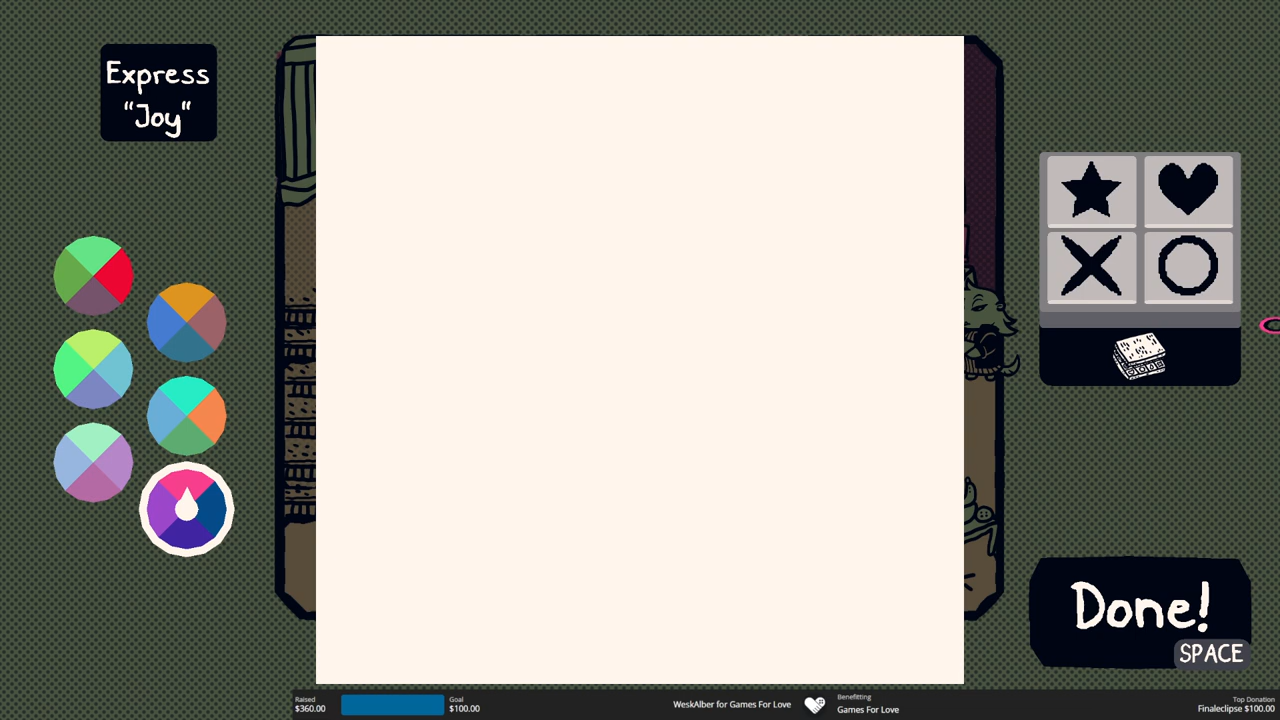 Express
"Joy"
Done!
SPACE
Raised
$360.00
Goal
$100.00
WeskAlber for Games For Love
Benefitting
Games For Love
Top Donation
Finaleclipse $100.00